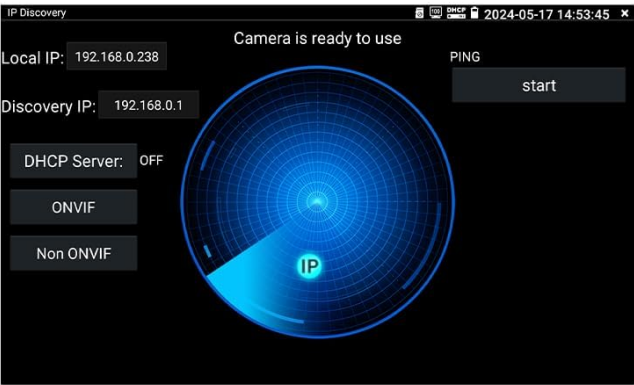 IP Discovery
DHCP
2024-05-17 14:53:45 ×
Camera is ready to use
Local IP: 192.168.0.238
PING
start
Discovery IP: 192.168.0.1
DHCP Server: OFF
ONVIF
Non ONVIF
IP